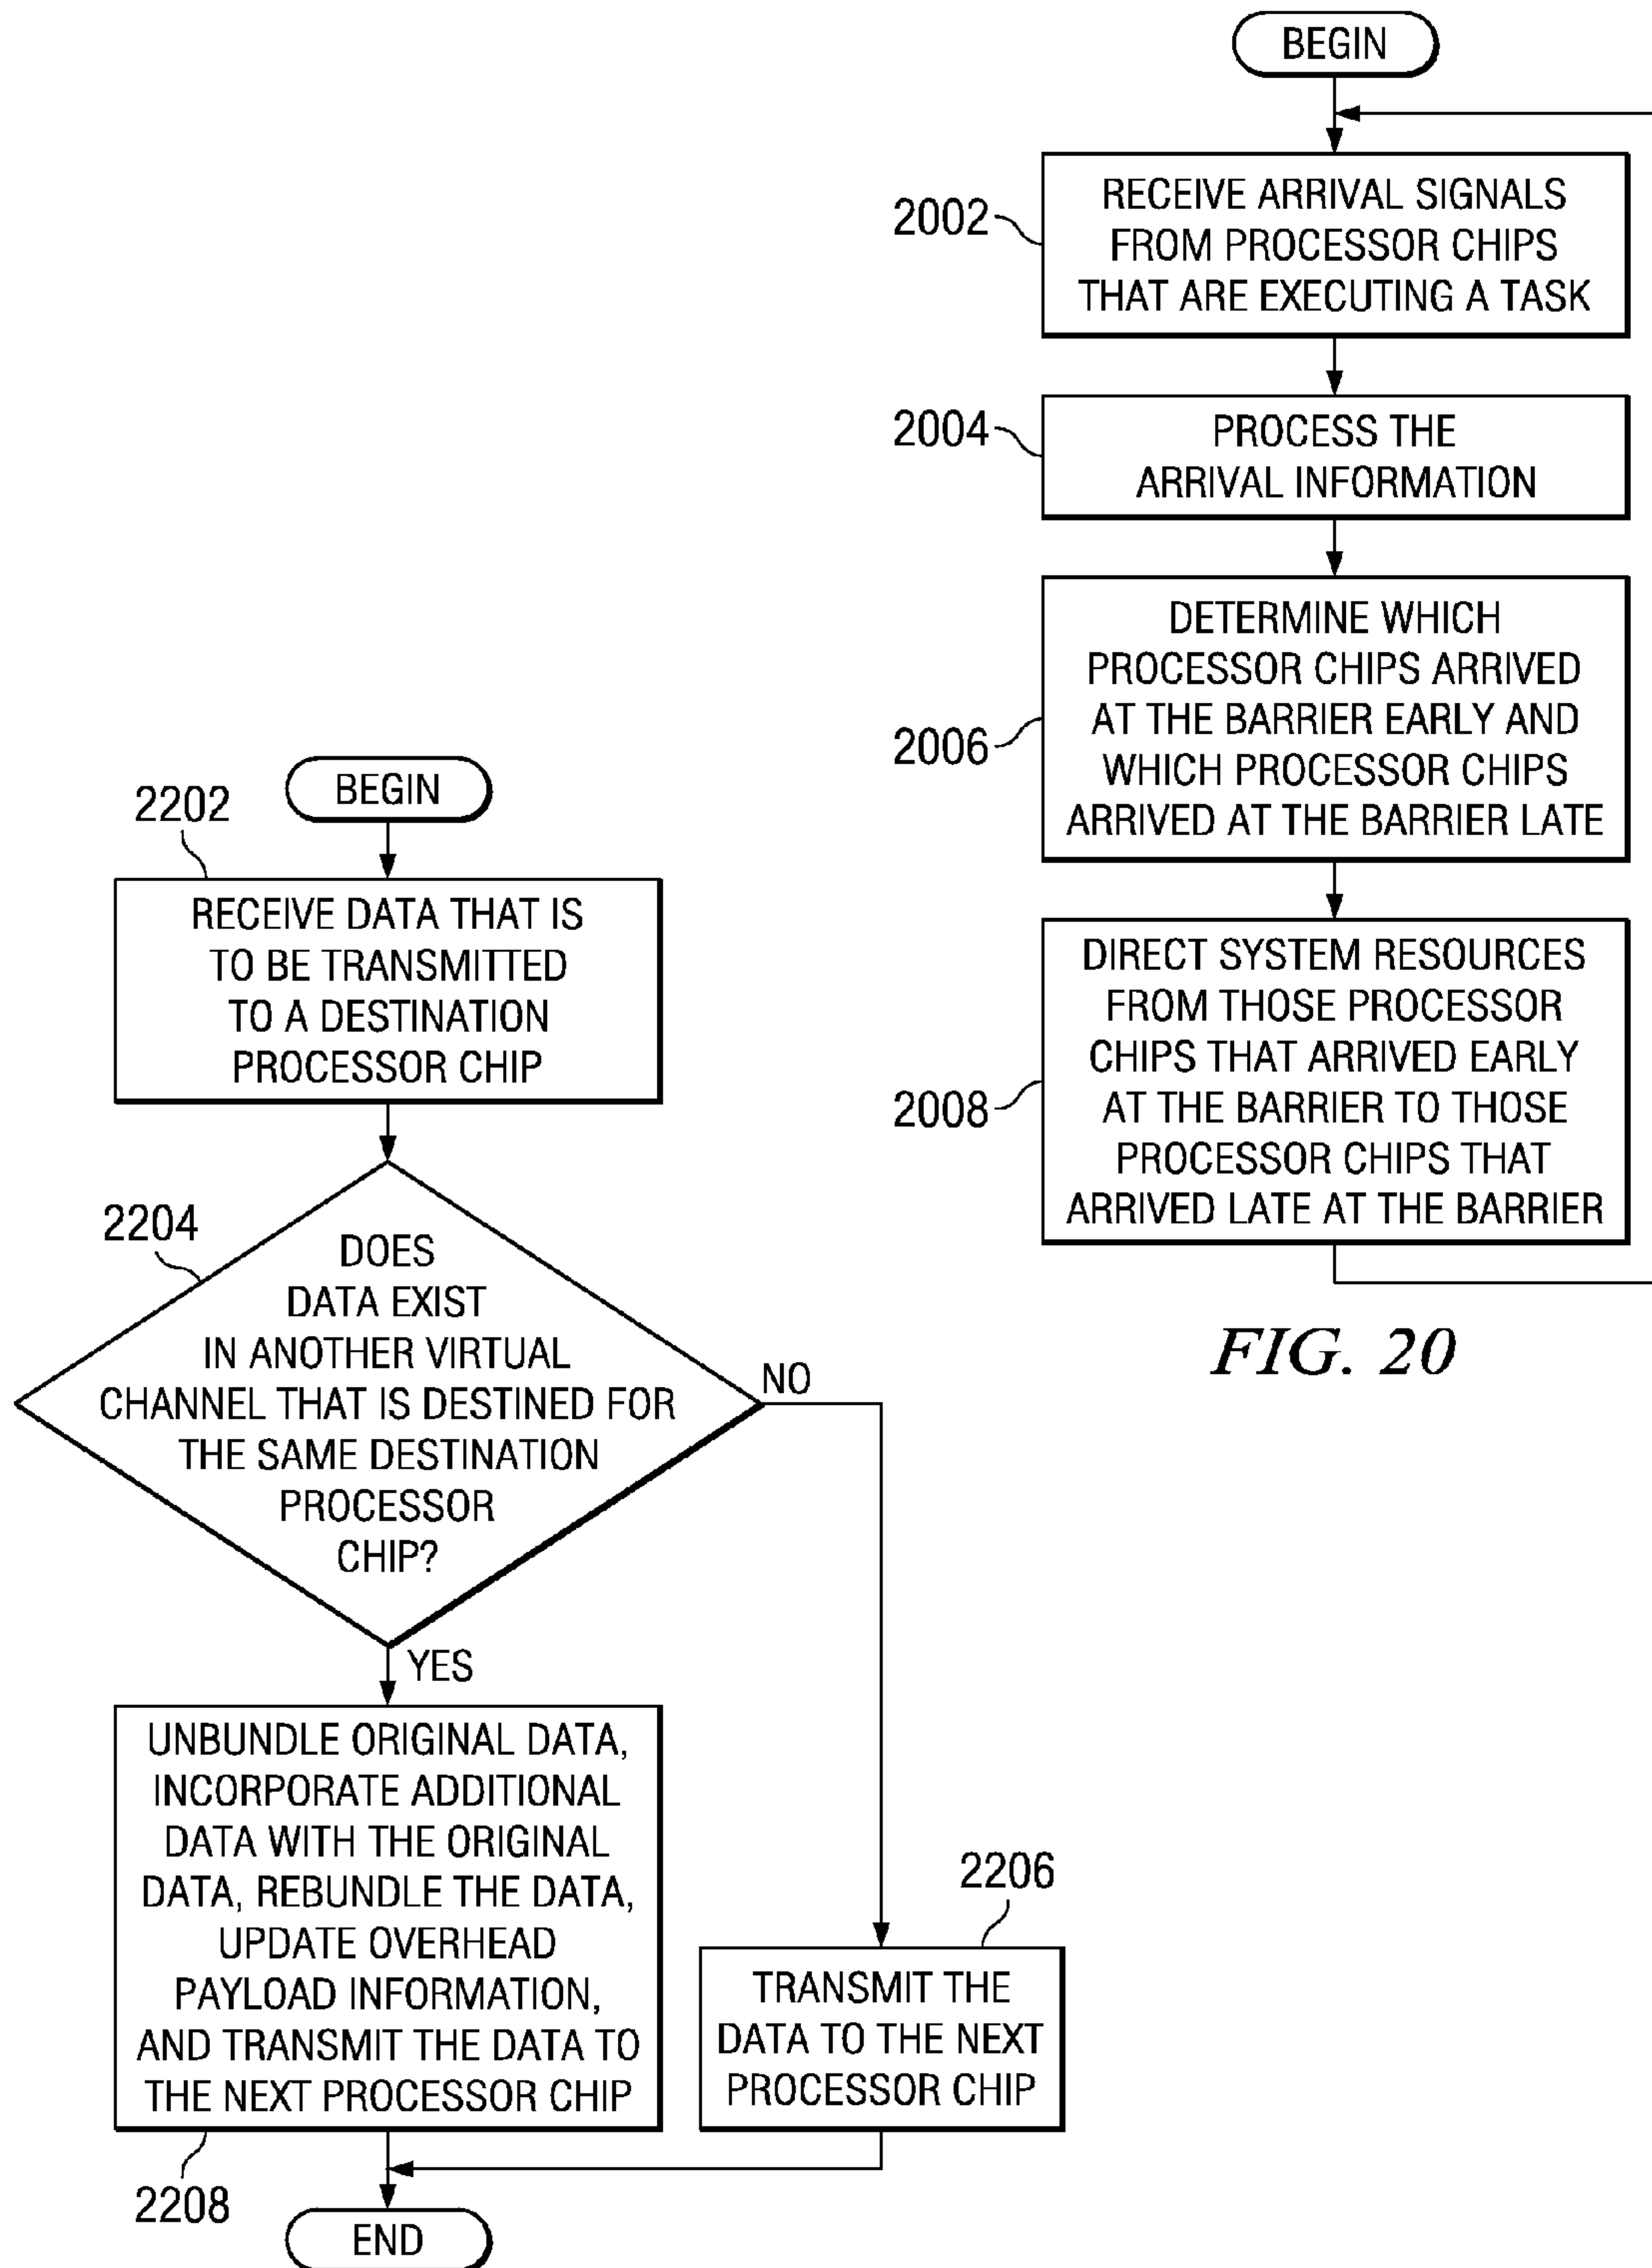 BEGIN
2002
RECEIVE ARRIVAL SIGNALS
FROM PROCESSOR CHIPS
THAT ARE EXECUTING A TASK
2004
PROCESS THE
ARRIVAL INFORMATION
2006
DETERMINE WHICH
PROCESSOR CHIPS ARRIVED
AT THE BARRIER EARLY AND
WHICH PROCESSOR CHIPS
ARRIVED AT THE BARRIER LATE
2008
DIRECT SYSTEM RESOURCES
FROM THOSE PROCESSOR
CHIPS THAT ARRIVED EARLY
AT THE BARRIER TO THOSE
PROCESSOR CHIPS THAT
ARRIVED LATE AT THE BARRIER
FIG. 20
BEGIN
2202
RECEIVE DATA THAT IS
TO BE TRANSMITTED
TO A DESTINATION
PROCESSOR CHIP
2204
DOES
DATA EXIST
IN ANOTHER VIRTUAL
CHANNEL THAT IS DESTINED FOR
THE SAME DESTINATION
PROCESSOR
CHIP?
NO
YES
UNBUNDLE ORIGINAL DATA,
INCORPORATE ADDITIONAL
DATA WITH THE ORIGINAL
DATA, REBUNDLE THE DATA,
UPDATE OVERHEAD
PAYLOAD INFORMATION,
AND TRANSMIT THE DATA TO
THE NEXT PROCESSOR CHIP
2208
2206
TRANSMIT THE
DATA TO THE NEXT
PROCESSOR CHIP
END